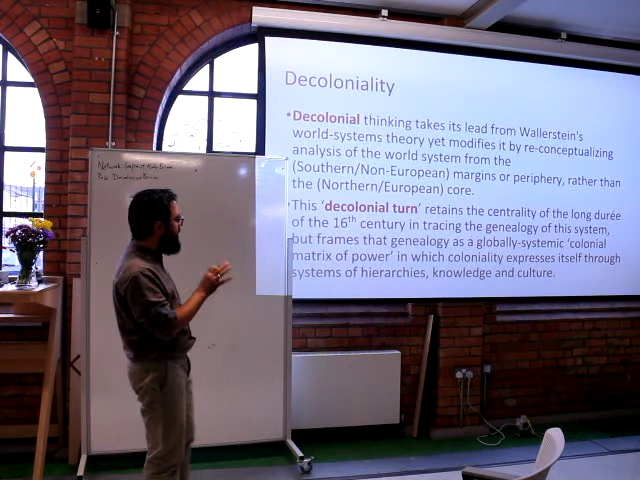 Decoloniality
•Decolonial thinking takes its lead from Wallerstein's
world-systems theory yet modifies it by re-conceptualizing
analysis of the world system from the
(Southern/Non-European) margins or periphery, rather than
the (Northern/European) core.
•This 'decolonial turn' retains the centrality of the long durée
of the 16th century in tracing the genealogy of this system,
but frames that genealogy as a globally-systemic 'colonial
matrix of power' in which coloniality expresses itself through
systems of hierarchies, knowledge and culture.
Network: